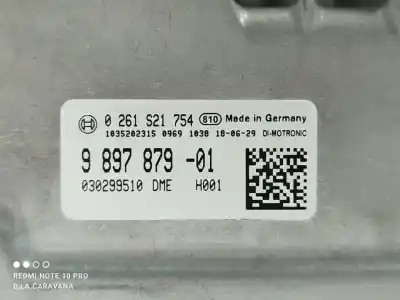 0 261 S21 754 810 Made in Germany
1035202315 0969 1038 18-06-29 DI-MOTRONIC
9 897 879 -01
030299510 DME H001
REDMI NOTE 10 PRO
D.LA.CARAVANA